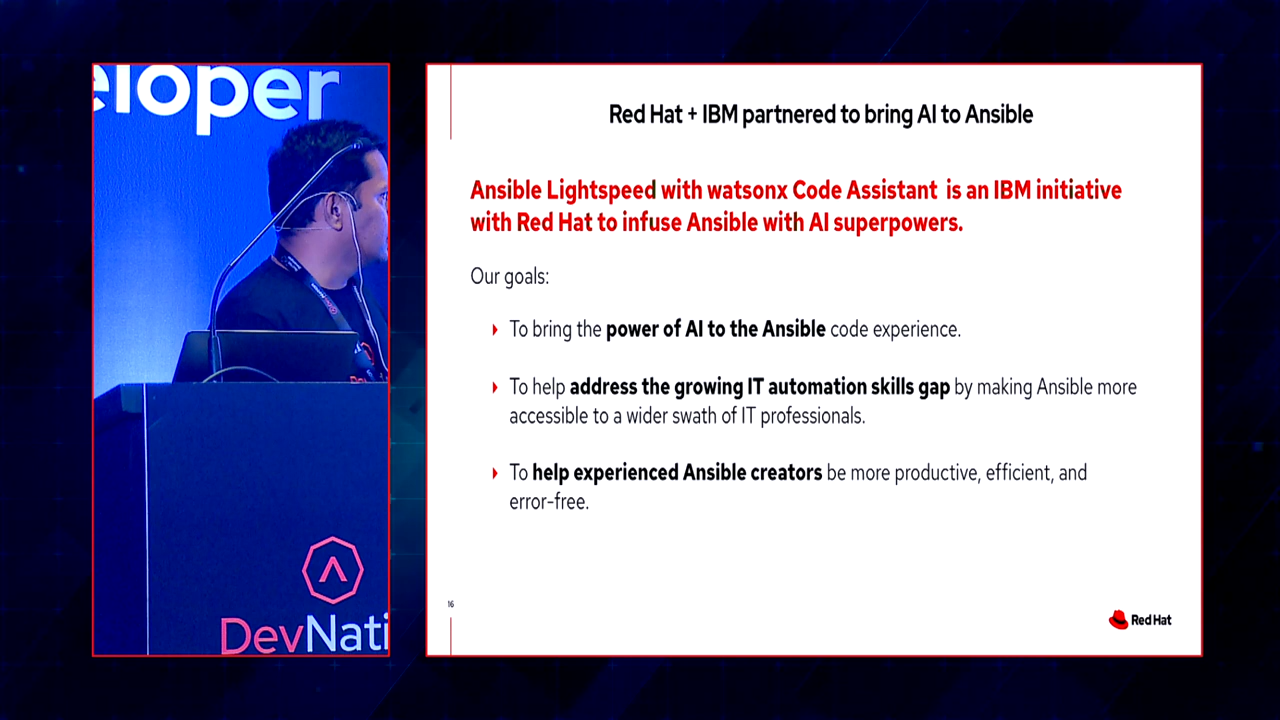 eloper
DevNati
Red Hat + IBM partnered to bring AI to Ansible
Ansible Lightspeed with watsonx Code Assistant is an IBM initiative
with Red Hat to infuse Ansible with AI superpowers.
Our goals:
To bring the power of AI to the Ansible code experience.
To help address the growing IT automation skills gap by making Ansible more
accessible to a wider swath of IT professionals.
To help experienced Ansible creators be more productive, efficient, and
error-free.
16
Red Hat